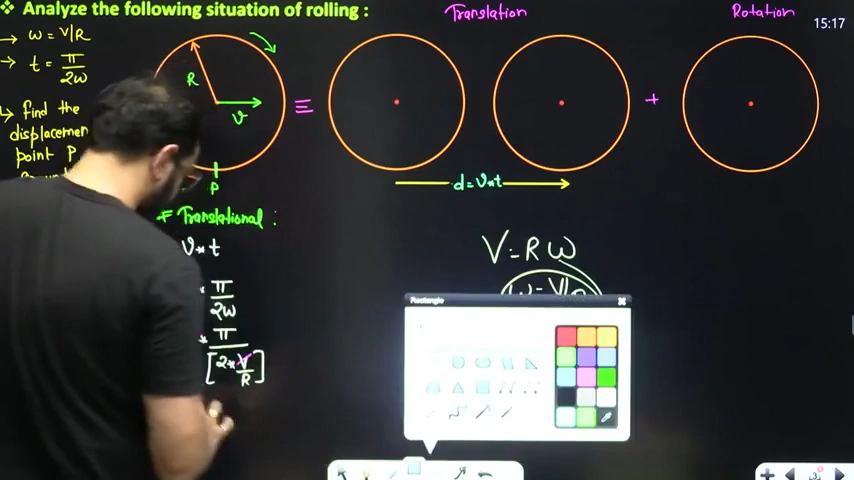 ❖ Analyze the following situation of rolling :
Translation
Rotation
15:17
→ ω = V/R
→ t = π/2ω
↳ find the
displacemen
point P
R
v
P
≡
+
d = v*t
# Translational :
v*t
* π/2ω
* π/[2*V/R]
V = Rω
ω = V/R
Rectangle